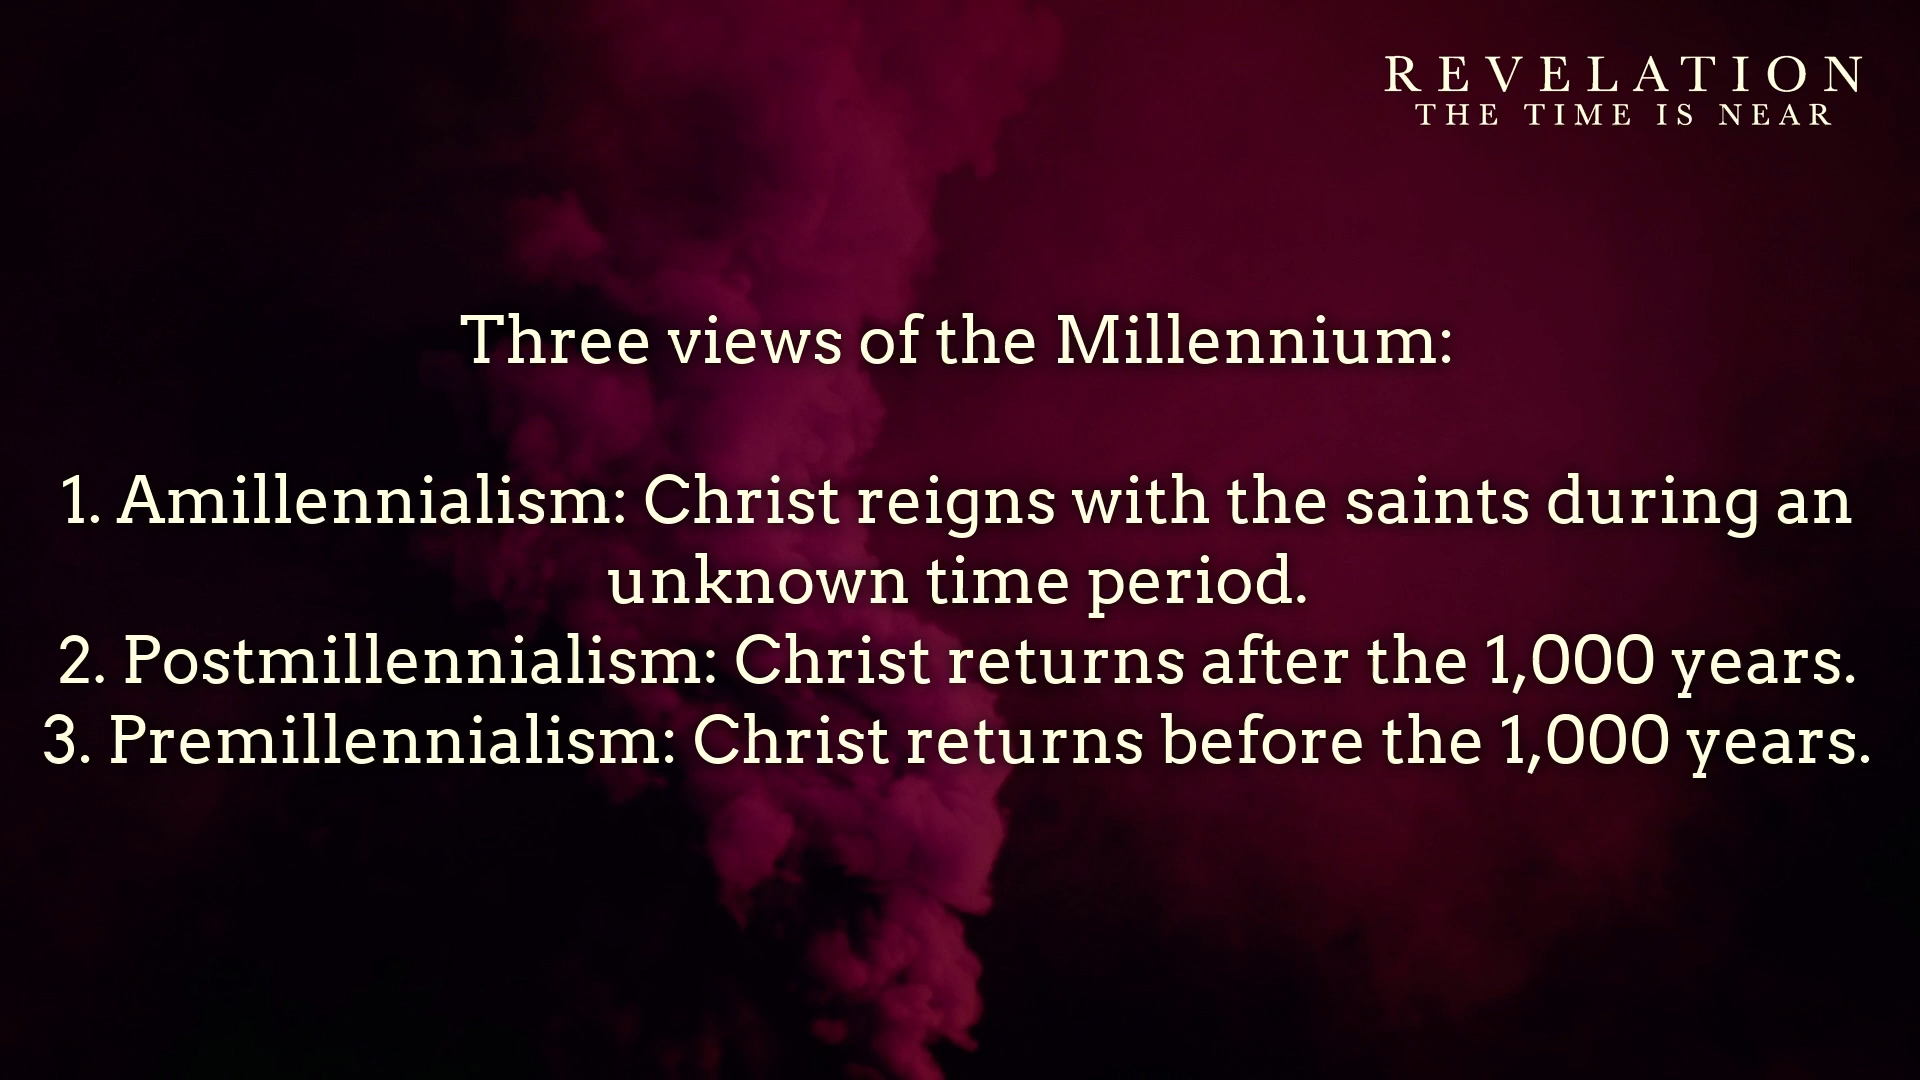 REVELATION
THE TIME IS NEAR
Three views of the Millennium:
1. Amillennialism: Christ reigns with the saints during an
unknown time period.
2. Postmillennialism: Christ returns after the 1,000 years.
3. Premillennialism: Christ returns before the 1,000 years.